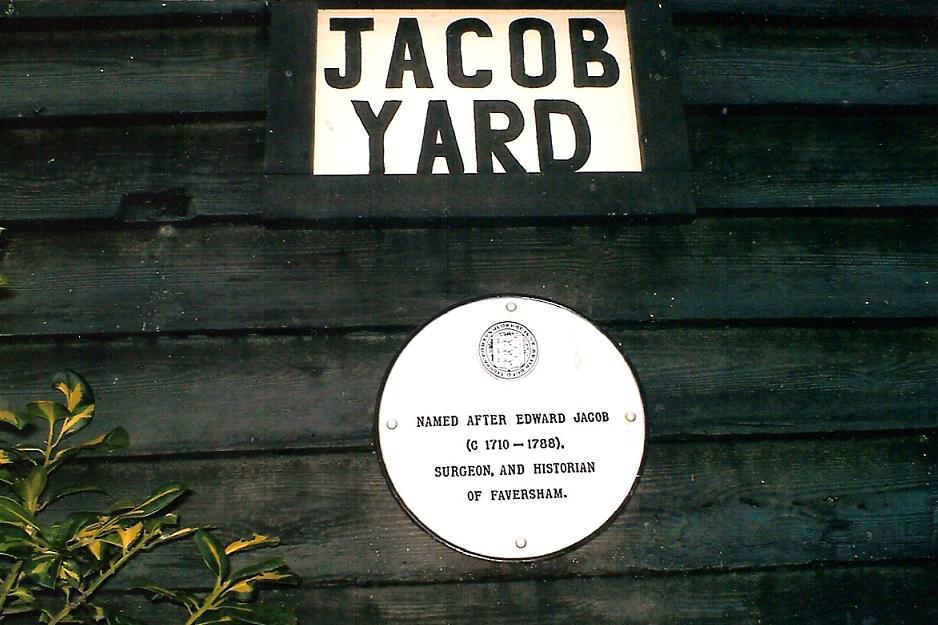 JACOB
YARD
NAMED AFTER EDWARD JACOB
(C 1710 – 1788),
SURGEON, AND HISTORIAN
OF FAVERSHAM.